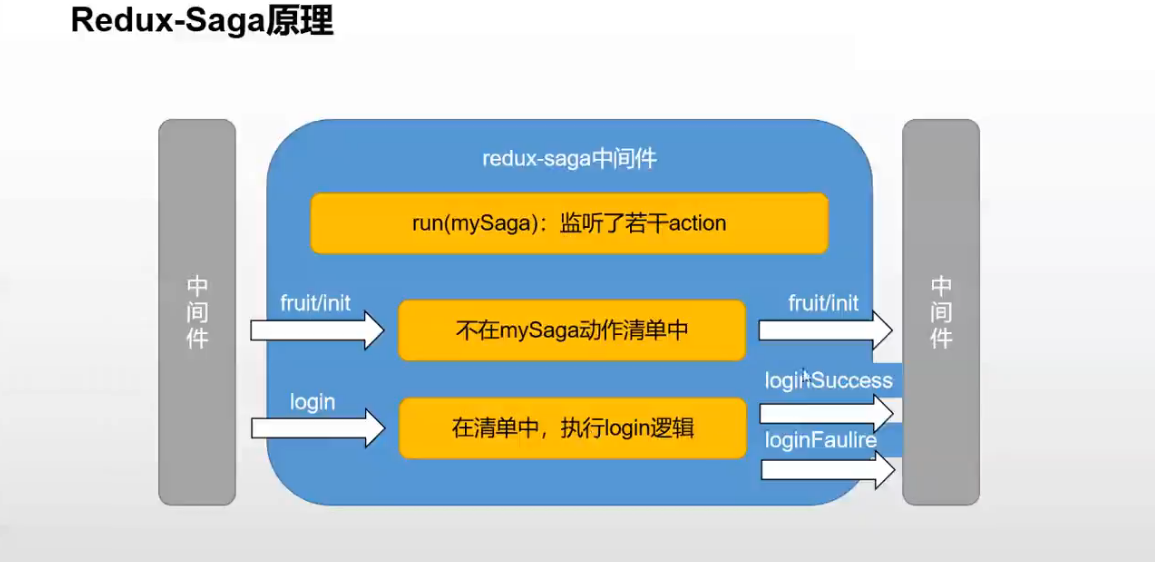 Redux-Saga原理
redux-saga中间件
run(mySaga)：监听了若干action
中间件
fruit/init
不在mySaga动作清单中
fruit/init
login
在清单中，执行login逻辑
loginSuccess
loginFaulire
中间件